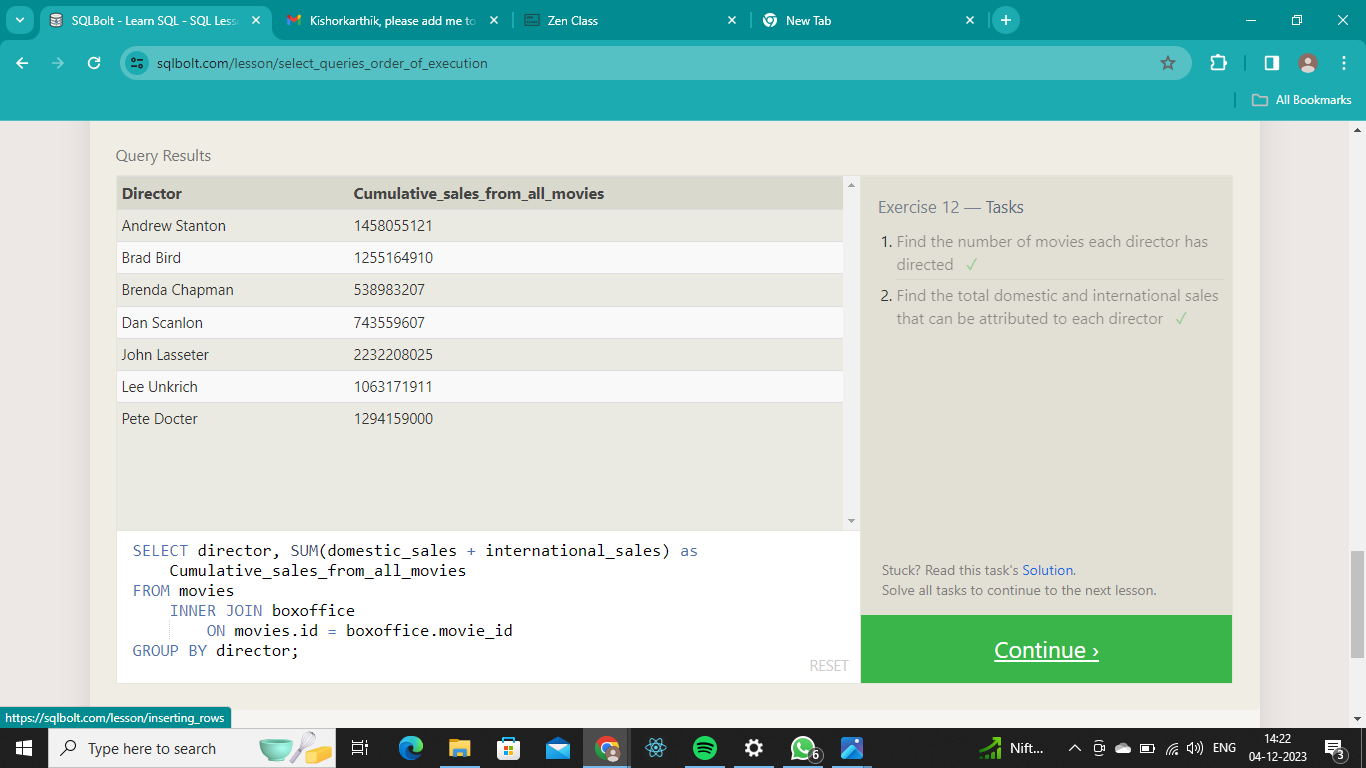 SQLBolt - Learn SQL - SQL Less
Kishorkarthik, please add me to
Zen Class
New Tab
sqlbolt.com/lesson/select_queries_order_of_execution
All Bookmarks
Query Results
Director Cumulative_sales_from_all_movies
Andrew Stanton 1458055121
Brad Bird 1255164910
Brenda Chapman 538983207
Dan Scanlon 743559607
John Lasseter 2232208025
Lee Unkrich 1063171911
Pete Docter 1294159000
Exercise 12 — Tasks
1. Find the number of movies each director has
directed ✓
2. Find the total domestic and international sales
that can be attributed to each director ✓
SELECT director, SUM(domestic_sales + international_sales) as
Cumulative_sales_from_all_movies
FROM movies
INNER JOIN boxoffice
ON movies.id = boxoffice.movie_id
GROUP BY director;
RESET
Stuck? Read this task's Solution.
Solve all tasks to continue to the next lesson.
Continue ›
https://sqlbolt.com/lesson/inserting_rows
Type here to search
6
Nift...
ENG
14:22
04-12-2023
3